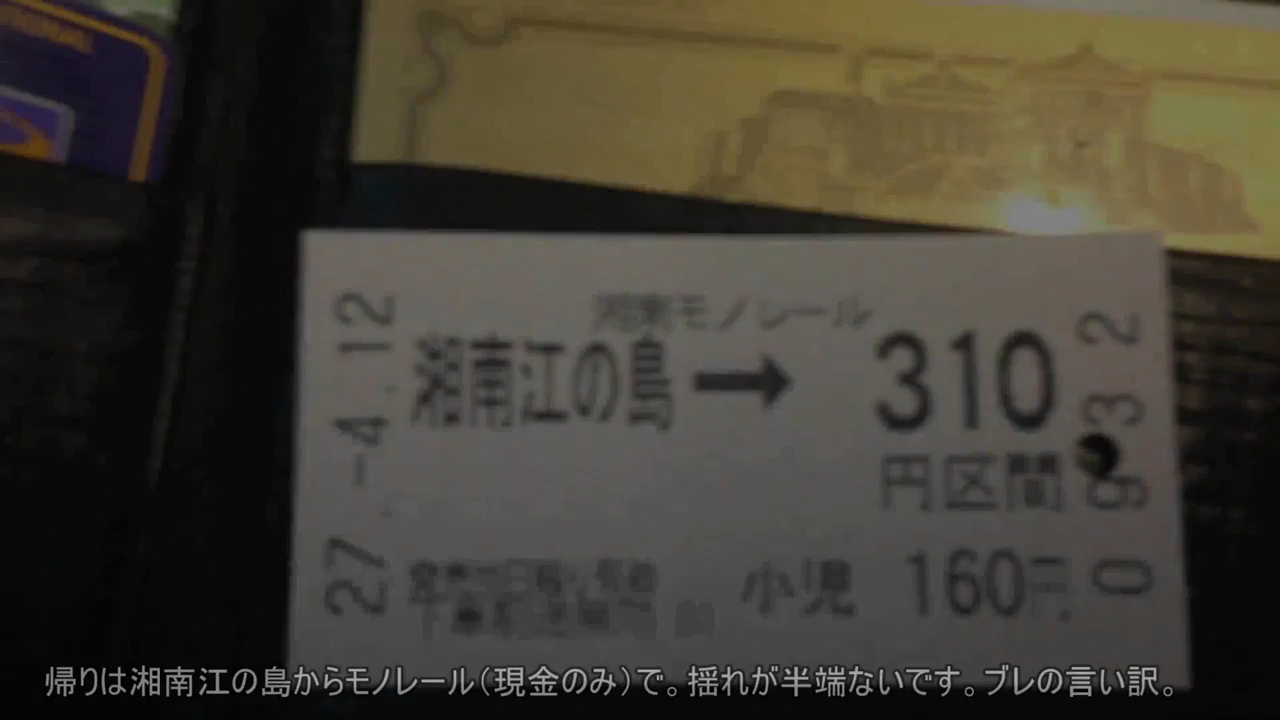 湘南モノレール
湘南江の島→ 310
円区間
小児 160円
27.-4.12
0932
帰りは湘南江の島からモノレール(現金のみ)で。揺れが半端ないです。ブレの言い訳。